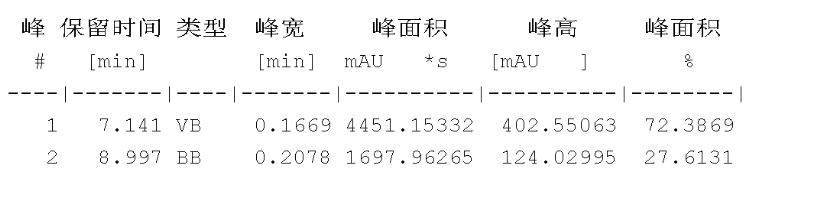 峰 保留时间 类型 峰宽 峰面积 峰高 峰面积
# [min] [min] mAU *s [mAU ] %
----|-------|----|-------|----------|----------|--------|
1 7.141 VB 0.1669 4451.15332 402.55063 72.3869
2 8.997 BB 0.2078 1697.96265 124.02995 27.6131